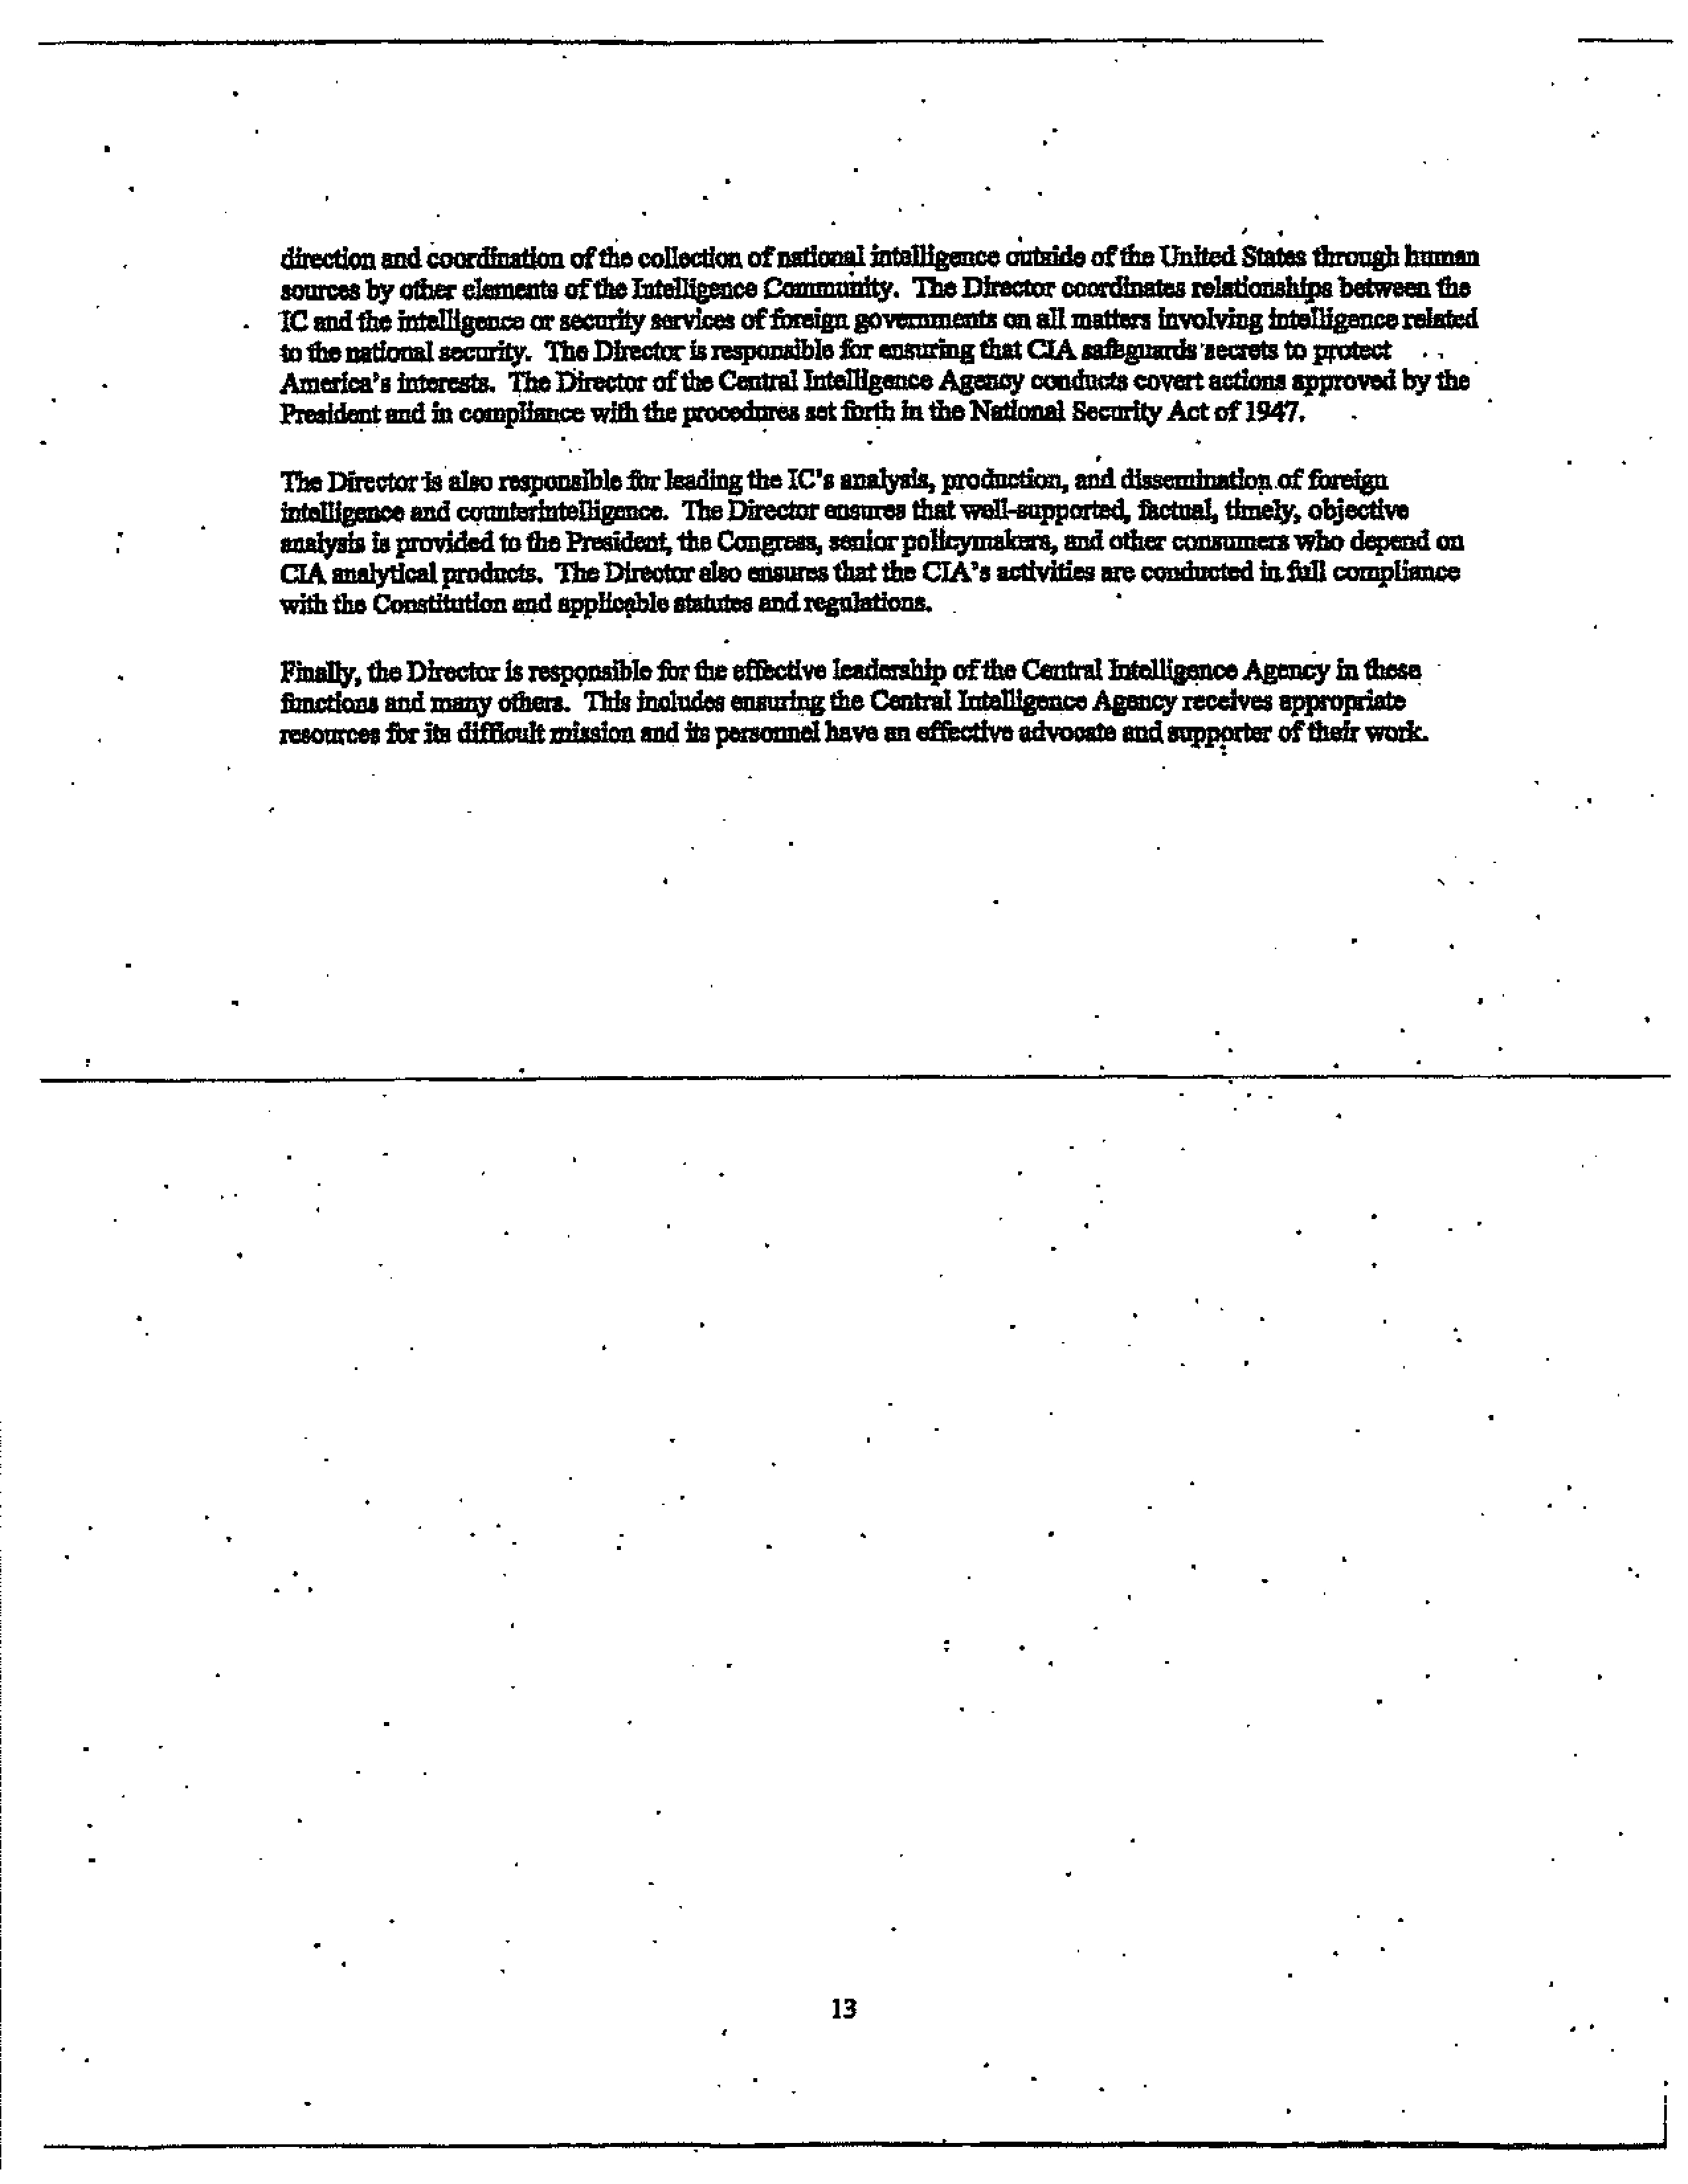 direction and coordination of the collection of national intelligence outside of the United States through human
sources by other elements of the Intelligence Community. The Director coordinates relationships between the
IC and the intelligence or security services of foreign governments on all matters involving intelligence related
to the national security. The Director is responsible for ensuring that CIA safeguards secrets to protect
America's interests. The Director of the Central Intelligence Agency conducts covert actions approved by the
President and in compliance with the procedures set forth in the National Security Act of 1947.
The Director is also responsible for leading the IC's analysis, production, and dissemination of foreign
intelligence and counterintelligence. The Director ensures that well-supported, factual, timely, objective
analysis is provided to the President, the Congress, senior policymakers, and other consumers who depend on
CIA analytical products. The Director also ensures that the CIA's activities are conducted in full compliance
with the Constitution and applicable statutes and regulations.
Finally, the Director is responsible for the effective leadership of the Central Intelligence Agency in these
functions and many others. This includes ensuring the Central Intelligence Agency receives appropriate
resources for its difficult mission and its personnel have an effective advocate and supporter of their work.
13